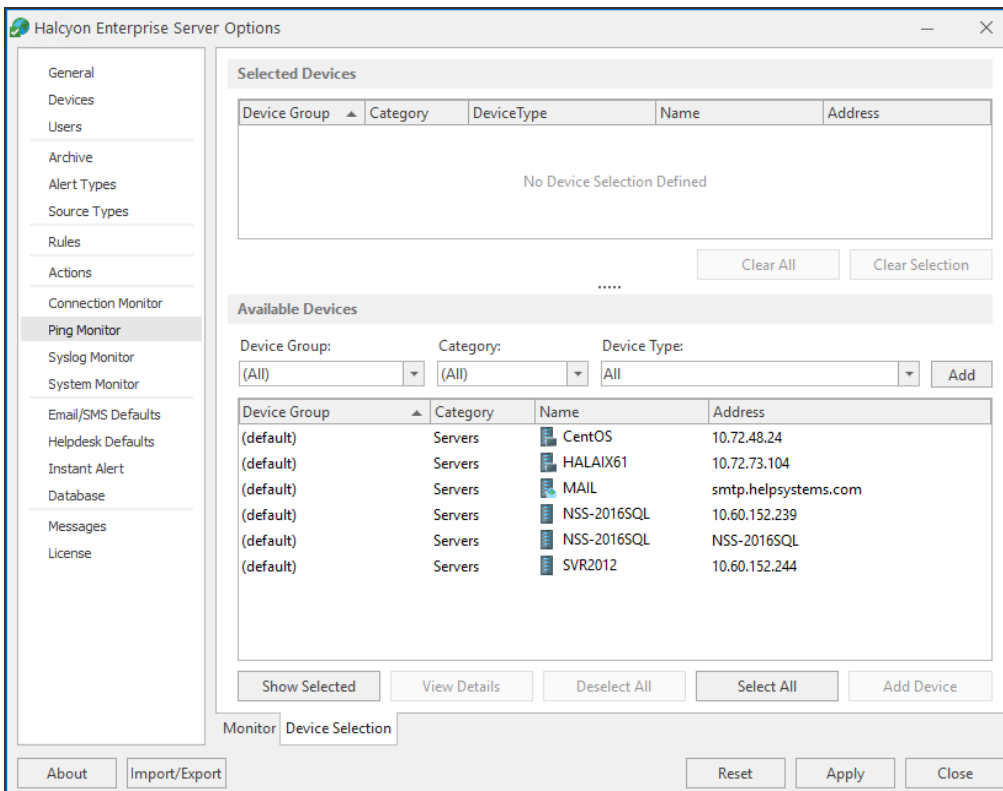 Halcyon Enterprise Server Options
General
Devices
Users
Archive
Alert Types
Source Types
Rules
Actions
Connection Monitor
Ping Monitor
Syslog Monitor
System Monitor
Email/SMS Defaults
Helpdesk Defaults
Instant Alert
Database
Messages
License
Selected Devices
Device Group Category DeviceType Name Address
No Device Selection Defined
Clear All Clear Selection
Available Devices
Device Group: Category: Device Type:
(All) (All) All Add
Device Group Category Name Address
(default) Servers CentOS 10.72.48.24
(default) Servers HALAIX61 10.72.73.104
(default) Servers MAIL smtp.helpsystems.com
(default) Servers NSS-2016SQL 10.60.152.239
(default) Servers NSS-2016SQL NSS-2016SQL
(default) Servers SVR2012 10.60.152.244
Show Selected View Details Deselect All Select All Add Device
Monitor Device Selection
About Import/Export Reset Apply Close